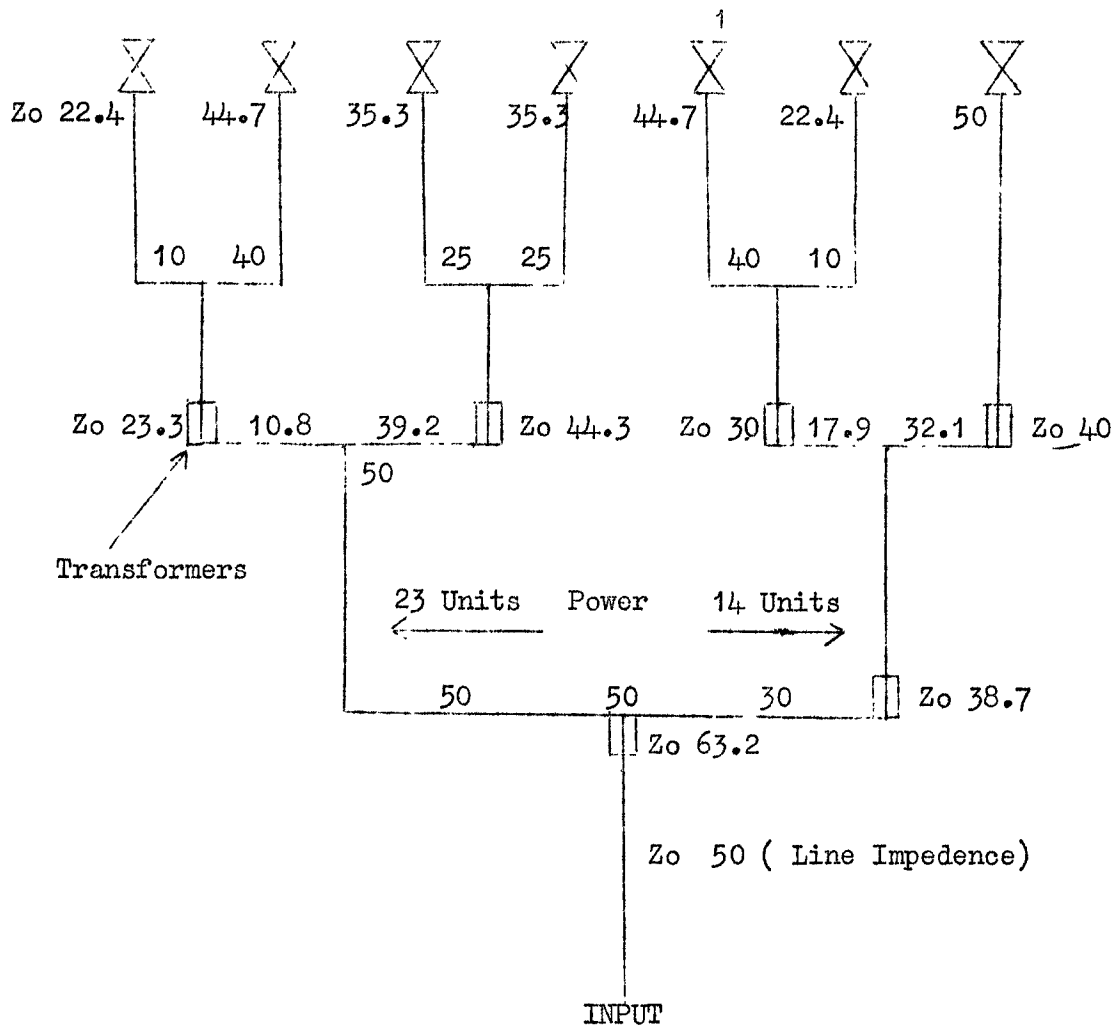 1
Zo 22.4 44.7 35.3 35.3 44.7 22.4 50
10 40 25 25 40 10
Zo 23.3 10.8 39.2 Zo 44.3 Zo 30 17.9 32.1 Zo 40
50
Transformers
23 Units Power 14 Units
50 50 30 Zo 38.7
Zo 63.2
Zo 50 ( Line Impedence)
INPUT